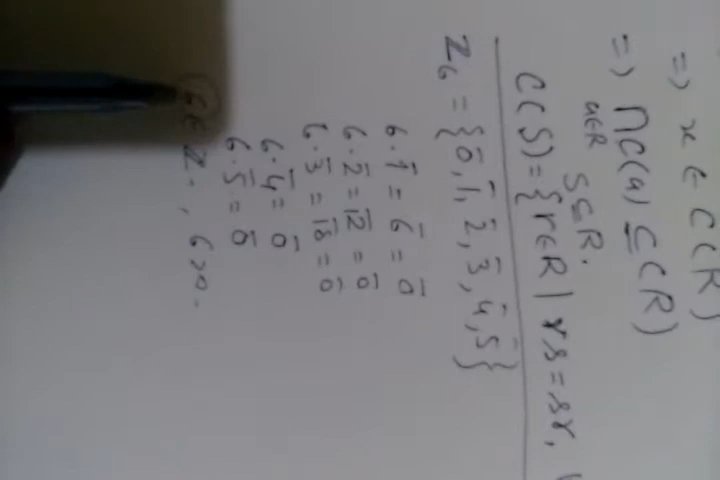 => x ∈ C(R)
=> ∩ C(a) ⊆ C(R)
a∈R
S ⊆ R.
C(S) = {r∈R | rs = sr,
Z₆ = {0̄, 1̄, 2̄, 3̄, 4̄, 5̄}
6·1̄ = 6̄ = 0̄
6·2̄ = 12̄ = 0̄
6·3̄ = 18̄ = 0̄
6·4̄ = 0̄
6·5̄ = 0̄
6 ∈ Z·, 6>0.